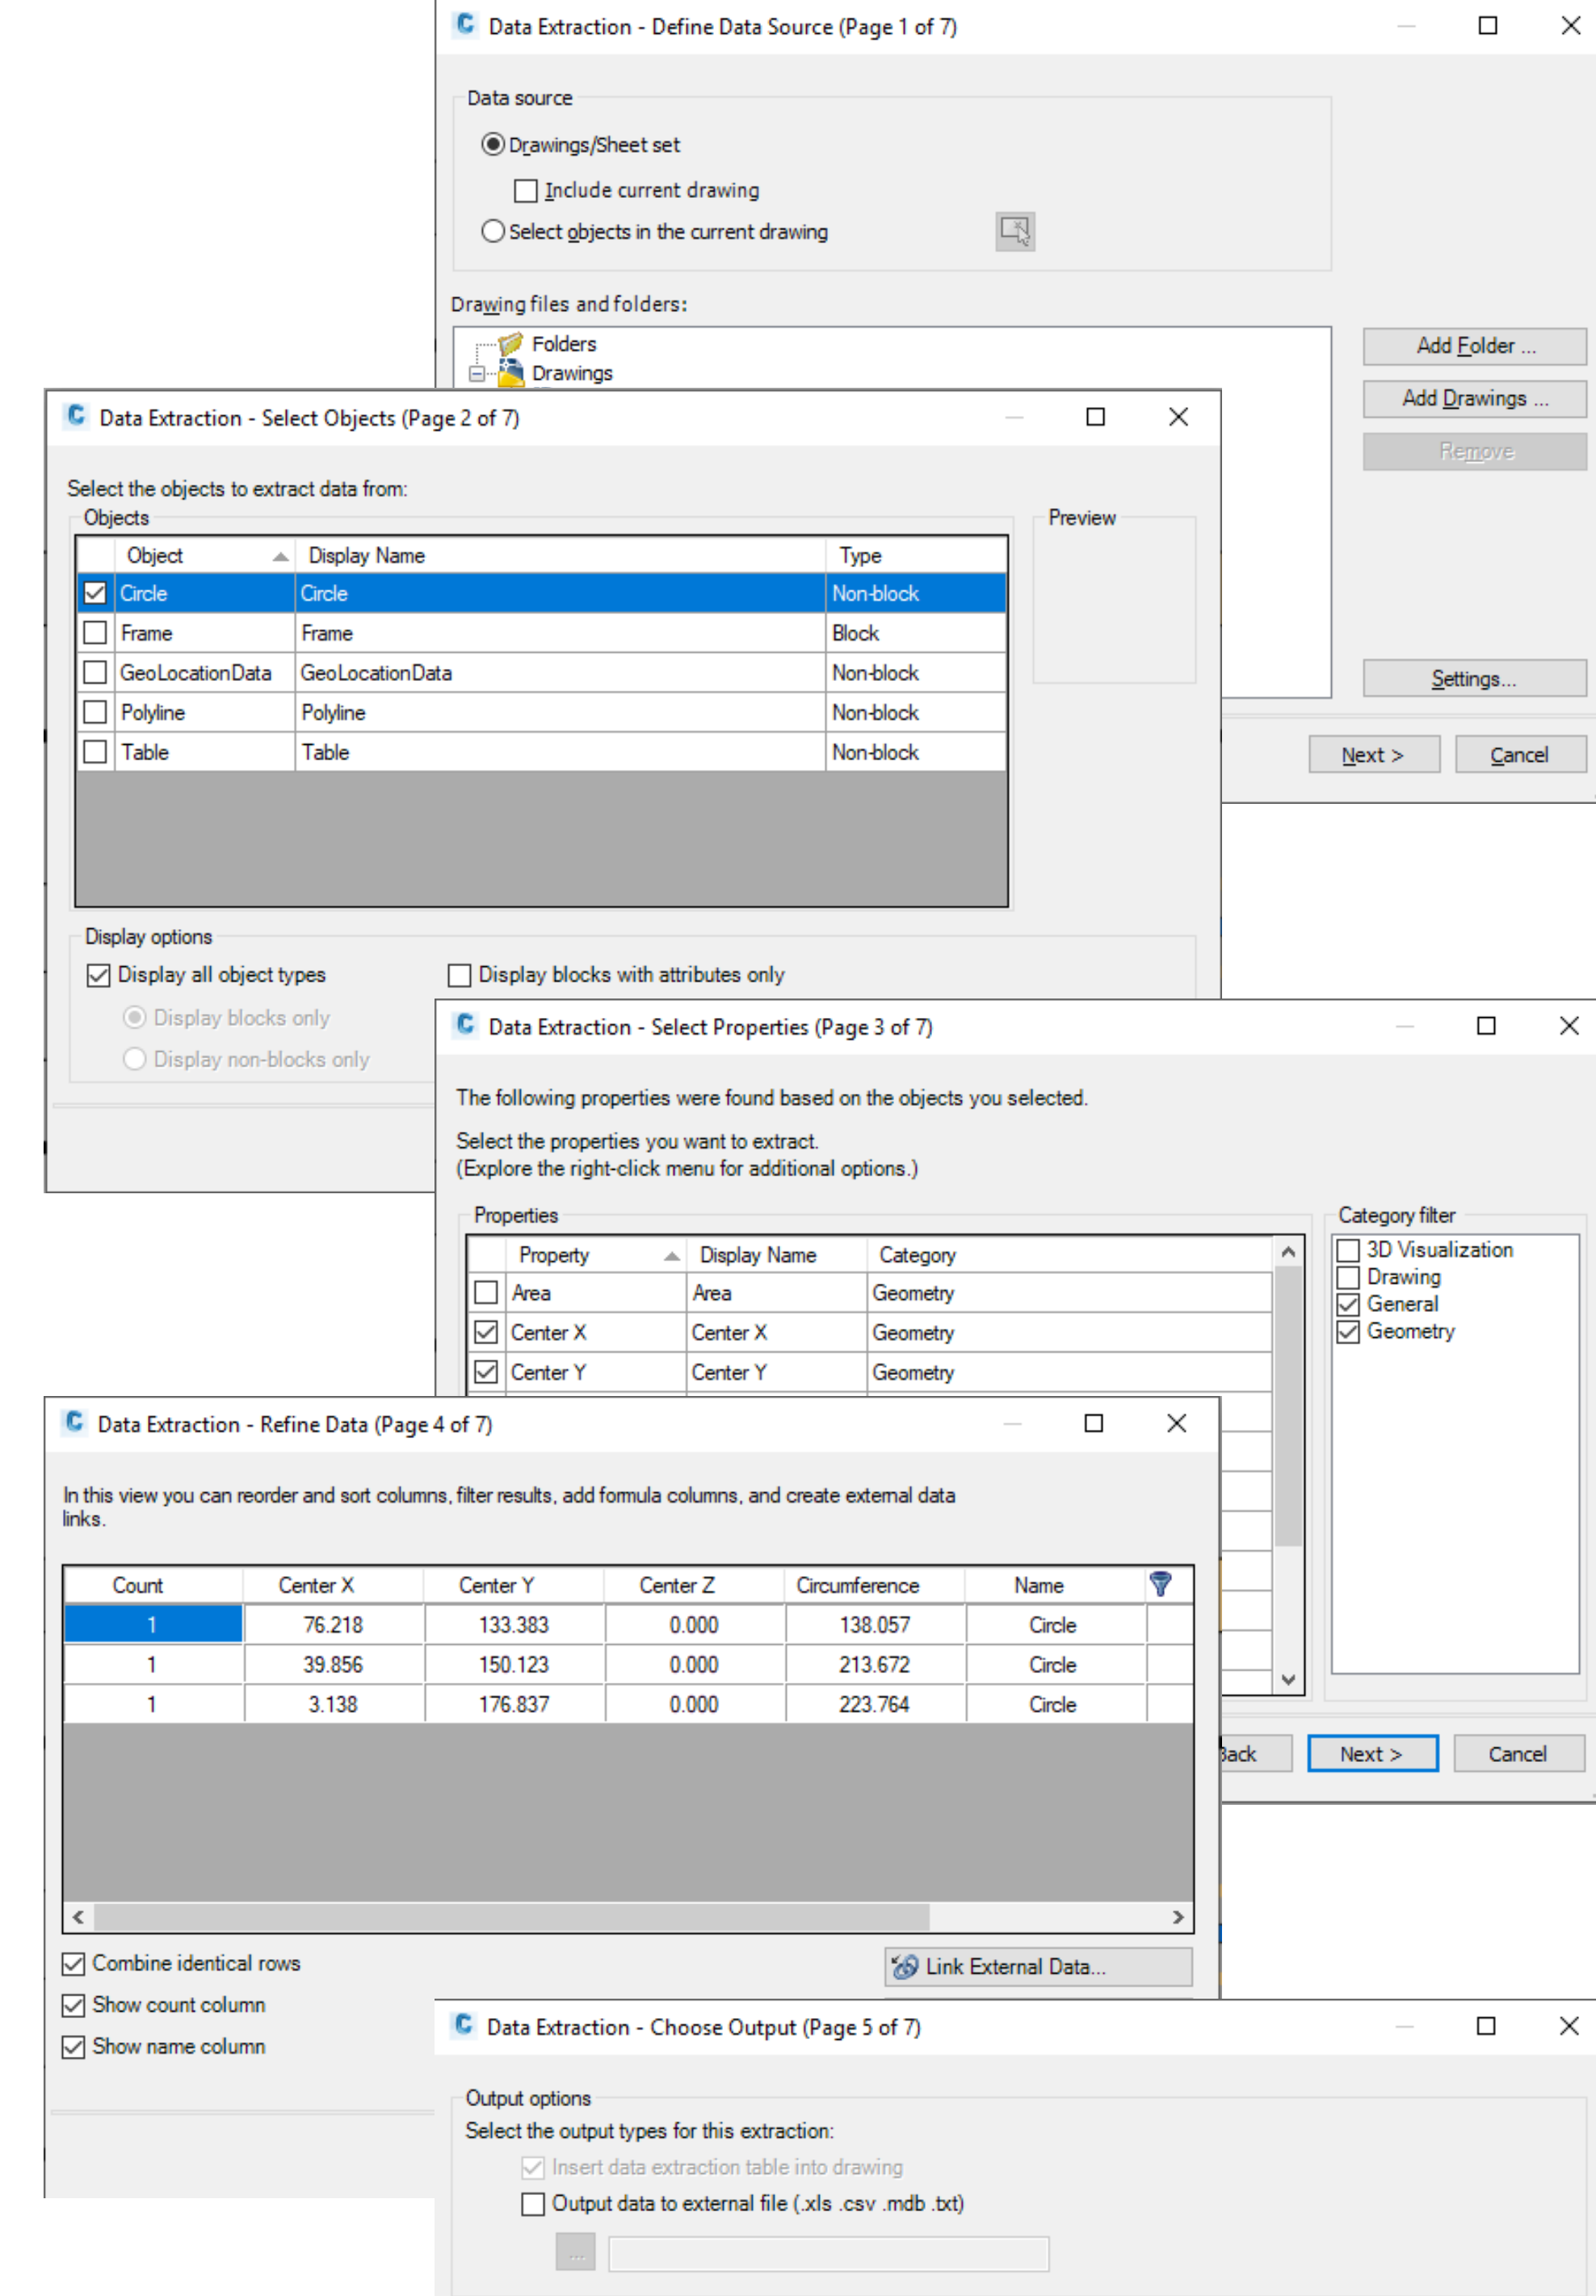 Data Extraction - Define Data Source (Page 1 of 7)
Data source
Drawings/Sheet set
Include current drawing
Select objects in the current drawing
Drawing files and folders:
Folders
Drawings
Add Folder ...
Add Drawings ...
Remove
Settings...
Next >
Cancel
Data Extraction - Select Objects (Page 2 of 7)
Select the objects to extract data from:
Objects
Preview
Object Display Name Type
Circle Circle Non-block
Frame Frame Block
GeoLocationData GeoLocationData Non-block
Polyline Polyline Non-block
Table Table Non-block
Display options
Display all object types
Display blocks with attributes only
Display blocks only
Display non-blocks only
Data Extraction - Select Properties (Page 3 of 7)
The following properties were found based on the objects you selected.
Select the properties you want to extract.
(Explore the right-click menu for additional options.)
Properties
Property Display Name Category
Area Area Geometry
Center X Center X Geometry
Center Y Center Y Geometry
Category filter
3D Visualization
Drawing
General
Geometry
Next >
Cancel
Data Extraction - Refine Data (Page 4 of 7)
In this view you can reorder and sort columns, filter results, add formula columns, and create external data
links.
Count Center X Center Y Center Z Circumference Name
1 76.218 133.383 0.000 138.057 Circle
1 39.856 150.123 0.000 213.672 Circle
1 3.138 176.837 0.000 223.764 Circle
Combine identical rows
Show count column
Show name column
Link External Data...
Data Extraction - Choose Output (Page 5 of 7)
Output options
Select the output types for this extraction:
Insert data extraction table into drawing
Output data to external file (.xls .csv .mdb .txt)
...